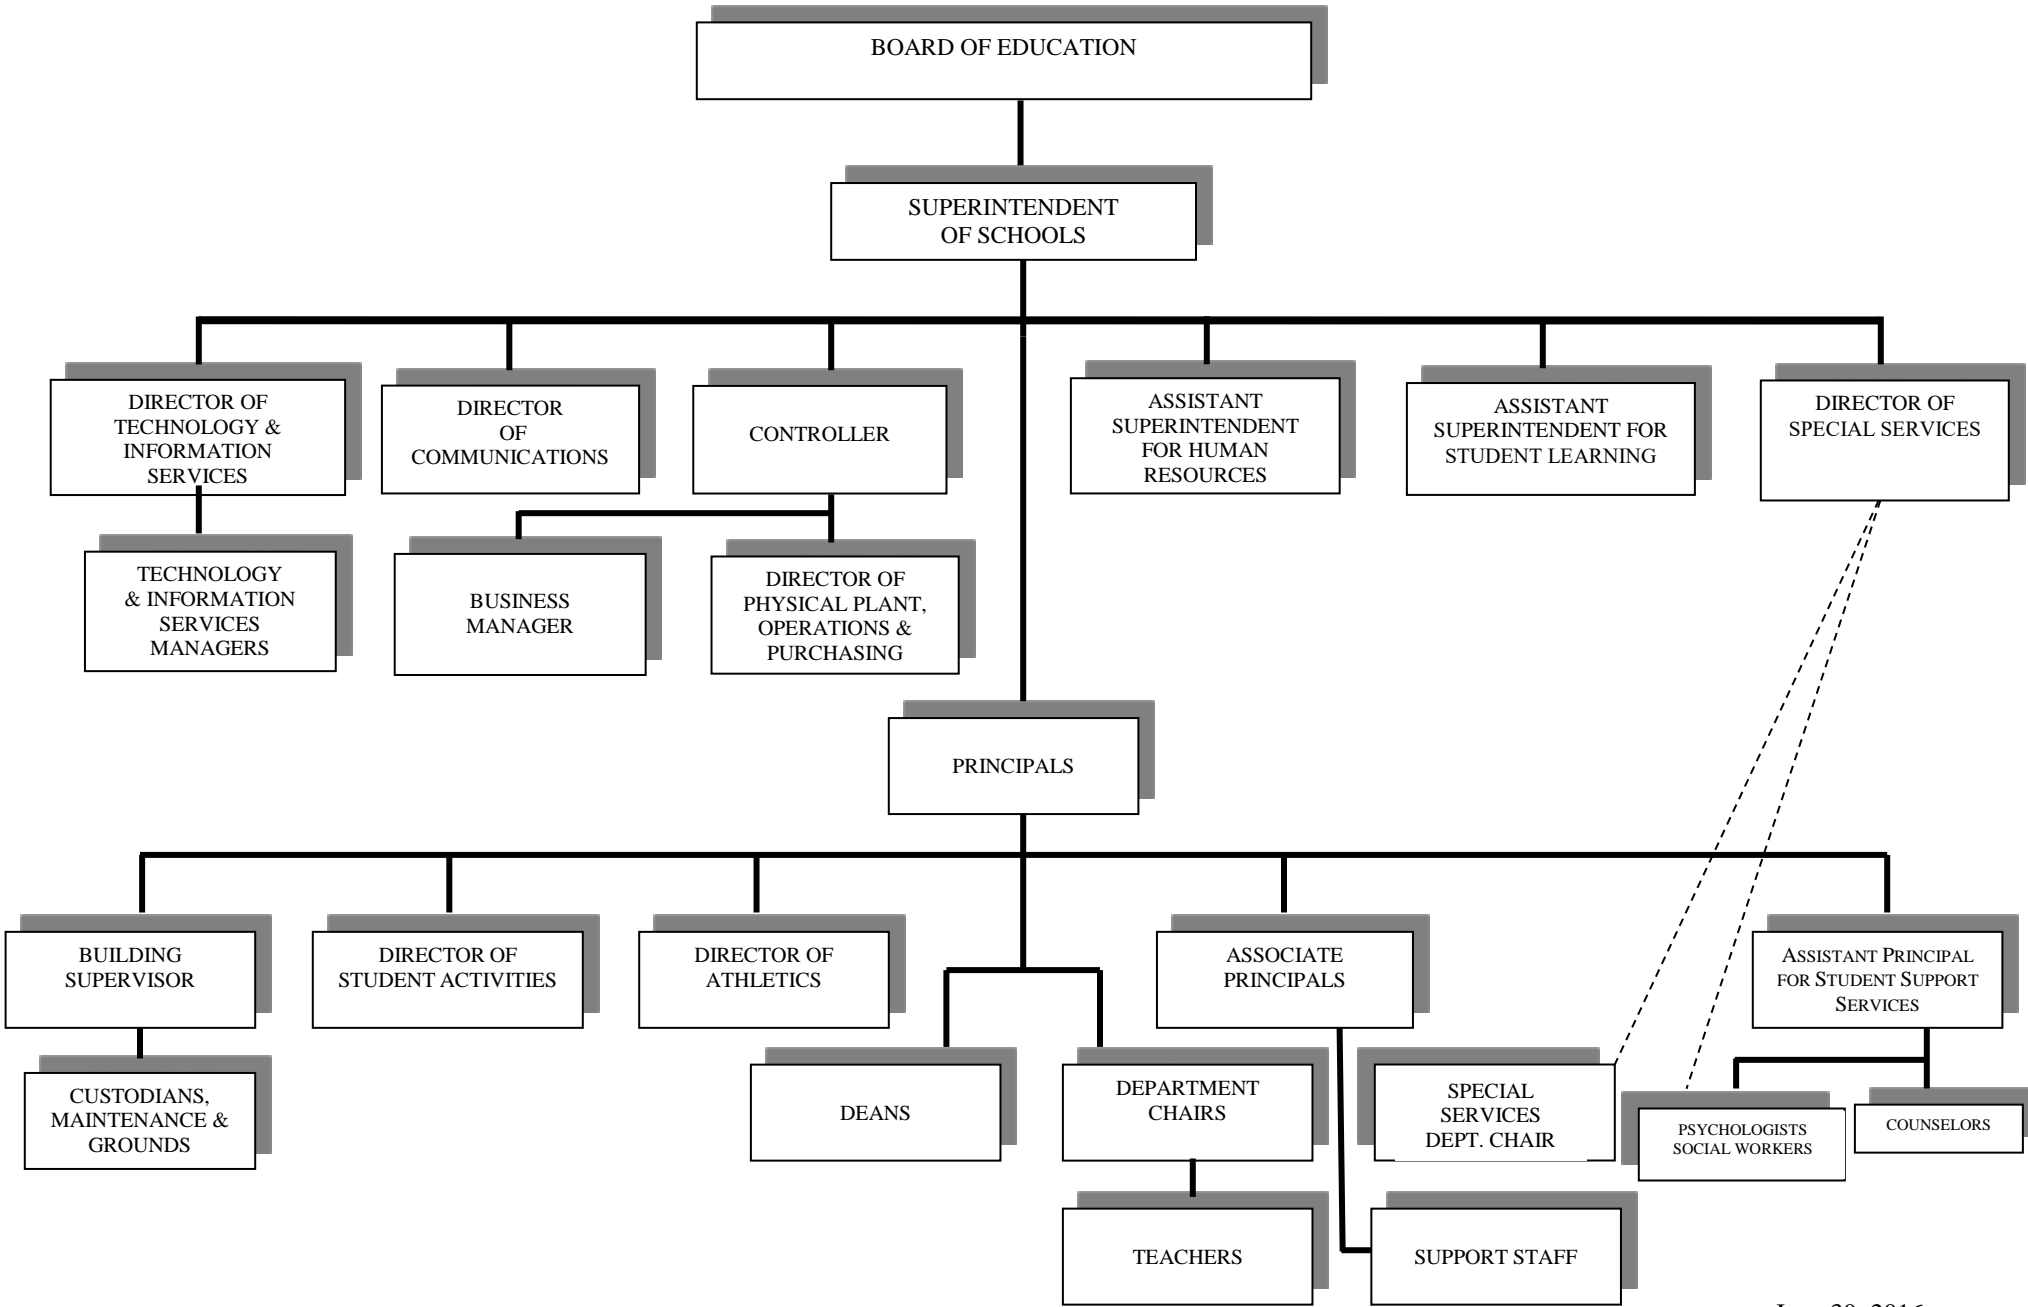 BOARD OF EDUCATION
SUPERINTENDENT
OF SCHOOLS
DIRECTOR OF
TECHNOLOGY &
INFORMATION
SERVICES
DIRECTOR
OF
COMMUNICATIONS
CONTROLLER
ASSISTANT
SUPERINTENDENT
FOR HUMAN
RESOURCES
ASSISTANT
SUPERINTENDENT FOR
STUDENT LEARNING
DIRECTOR OF
SPECIAL SERVICES
TECHNOLOGY
& INFORMATION
SERVICES
MANAGERS
BUSINESS
MANAGER
DIRECTOR OF
PHYSICAL PLANT,
OPERATIONS &
PURCHASING
PRINCIPALS
BUILDING
SUPERVISOR
DIRECTOR OF
STUDENT ACTIVITIES
DIRECTOR OF
ATHLETICS
ASSOCIATE
PRINCIPALS
ASSISTANT PRINCIPAL
FOR STUDENT SUPPORT
SERVICES
CUSTODIANS,
MAINTENANCE &
GROUNDS
DEANS
DEPARTMENT
CHAIRS
SPECIAL
SERVICES
DEPT. CHAIR
PSYCHOLOGISTS
SOCIAL WORKERS
COUNSELORS
TEACHERS
SUPPORT STAFF